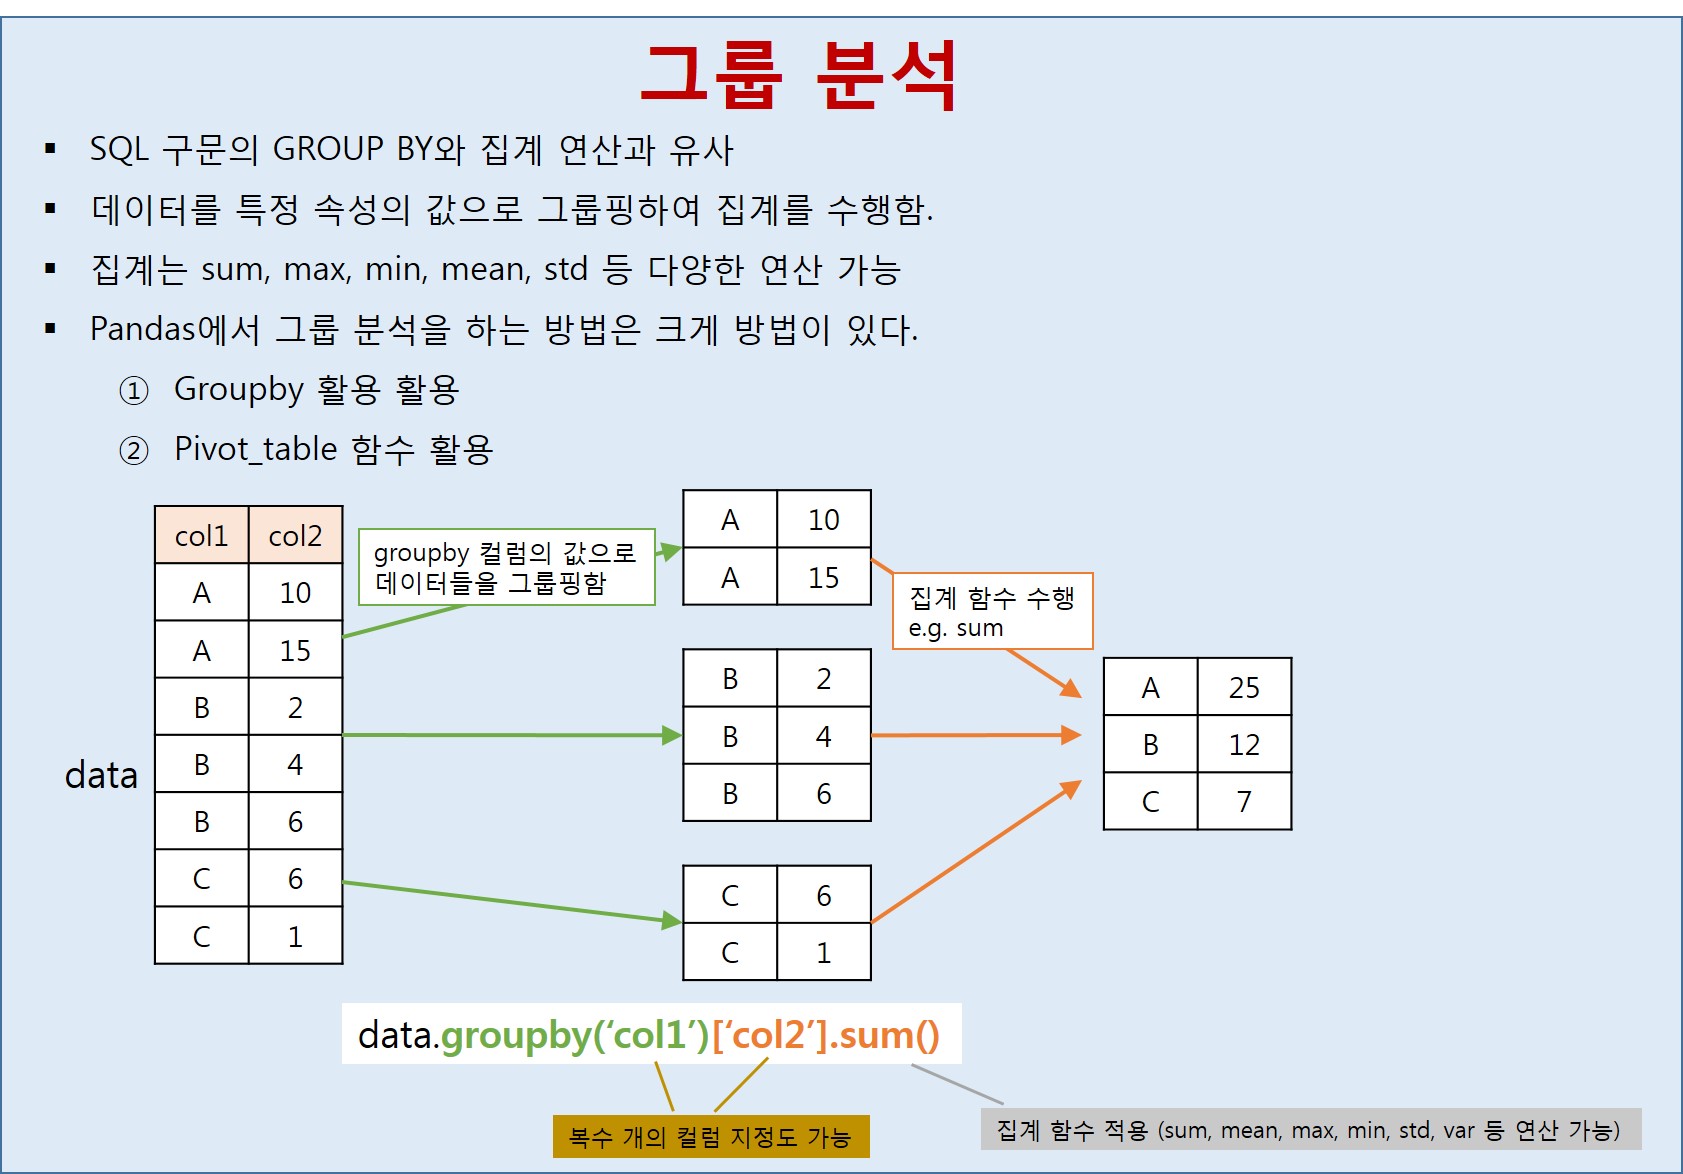 그룹 분석
▪ SQL 구문의 GROUP BY와 집계 연산과 유사
▪ 데이터를 특정 속성의 값으로 그룹핑하여 집계를 수행함.
▪ 집계는 sum, max, min, mean, std 등 다양한 연산 가능
▪ Pandas에서 그룹 분석을 하는 방법은 크게 방법이 있다.
① Groupby 활용 활용
② Pivot_table 함수 활용
data
col1 col2
A 10
A 15
B 2
B 4
B 6
C 6
C 1
groupby 컬럼의 값으로
데이터들을 그룹핑함
A 10
A 15
B 2
B 4
B 6
C 6
C 1
집계 함수 수행
e.g. sum
A 25
B 12
C 7
data.groupby(‘col1’)[‘col2’].sum()
복수 개의 컬럼 지정도 가능
집계 함수 적용 (sum, mean, max, min, std, var 등 연산 가능)